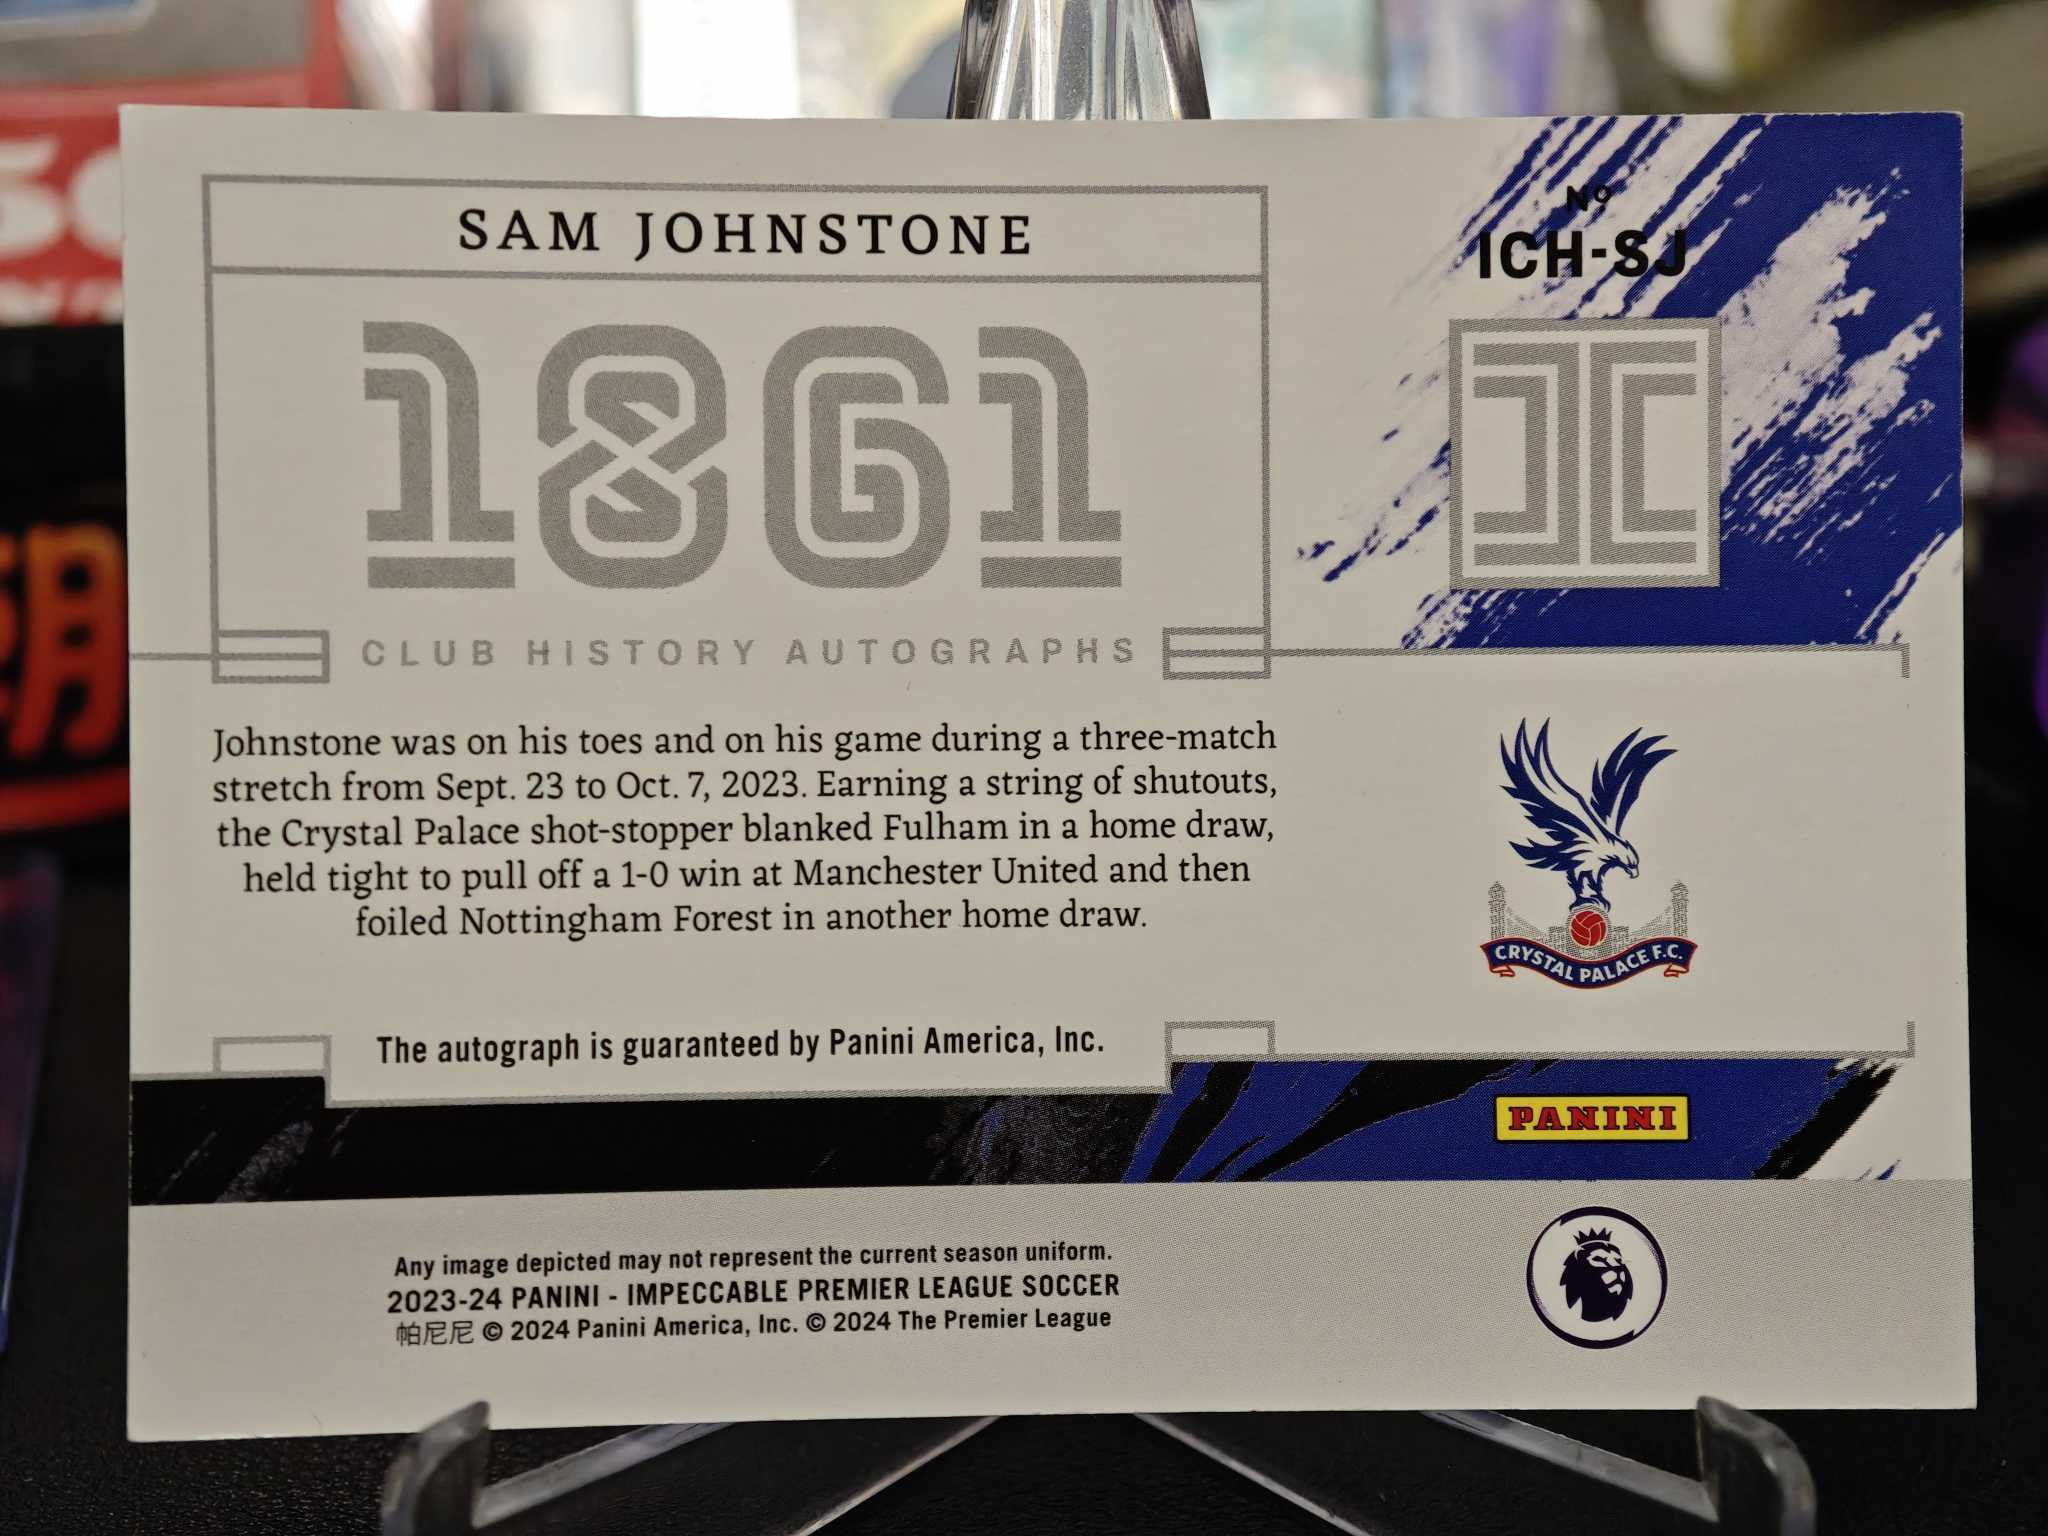 SAM JOHNSTONE
Nº
ICH-SJ
1861
CLUB HISTORY AUTOGRAPHS
Johnstone was on his toes and on his game during a three-match
stretch from Sept. 23 to Oct. 7, 2023. Earning a string of shutouts,
the Crystal Palace shot-stopper blanked Fulham in a home draw,
held tight to pull off a 1-0 win at Manchester United and then
foiled Nottingham Forest in another home draw.
CRYSTAL PALACE F.C.
The autograph is guaranteed by Panini America, Inc.
PANINI
Any image depicted may not represent the current season uniform.
2023-24 PANINI - IMPECCABLE PREMIER LEAGUE SOCCER
帕尼尼 © 2024 Panini America, Inc. © 2024 The Premier League